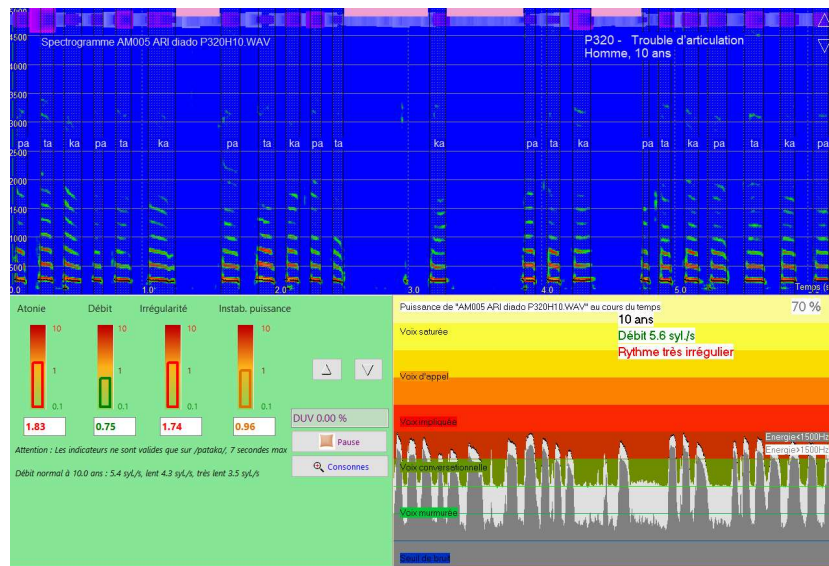 5000
Spectrogramme AM005 ARI diado P320H10.WAV
P320 - Trouble d'articulation
Homme, 10 ans
4500
4000
3500
3000
pa ta ka pa ta ka pa ta ka pa ta ka pa ta ka pa ta ka pa ta ka pa
2500
2000
1500
1000
500
0.0 1.0 2.0 3.0 4.0 5.0 Temps (s
Atonie Débit Irrégularité Instab. puissance
10 10 10 10
1 1 1 1
0.1 0.1 0.1 0.1
1.83 0.75 1.74 0.96
Attention : Les indicateurs ne sont valides que sur /pataka/, 7 secondes max
Débit normal à 10.0 ans : 5.4 syl./s, lent 4.3 syl./s, très lent 3.5 syl./s
DUV 0.00 %
Pause
Consonnes
Puissance de "AM005 ARI diado P320H10.WAV" au cours du temps
70 %
10 ans
Débit 5.6 syl./s
Rythme très irrégulier
Voix saturée
Voix d'appel
Voix impliquée
Energie<1500Hz
Energie<1500Hz
Voix conversationnelle
Voix murmurée
Seuil de bruit